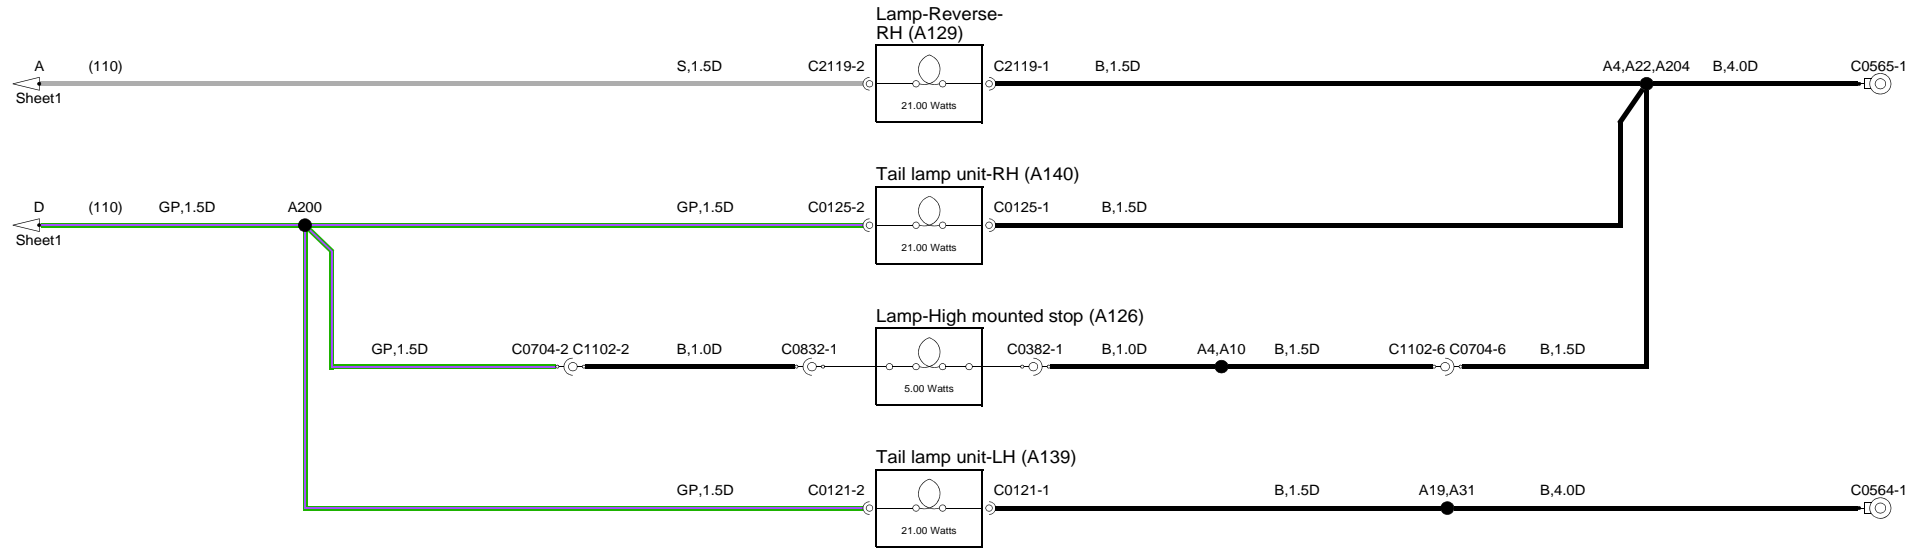 Lamp-Reverse-
RH (A129)
A (110) S,1.5D C2119-2 C2119-1 B,1.5D A4,A22,A204 B,4.0D C0565-1
Sheet1
21.00 Watts
Tail lamp unit-RH (A140)
D (110) GP,1.5D A200 GP,1.5D C0125-2 C0125-1 B,1.5D
Sheet1
21.00 Watts
Lamp-High mounted stop (A126)
GP,1.5D C0704-2 C1102-2 B,1.0D C0832-1 C0382-1 B,1.0D A4,A10 B,1.5D C1102-6 C0704-6 B,1.5D
5.00 Watts
Tail lamp unit-LH (A139)
GP,1.5D C0121-2 C0121-1 B,1.5D A19,A31 B,4.0D C0564-1
21.00 Watts